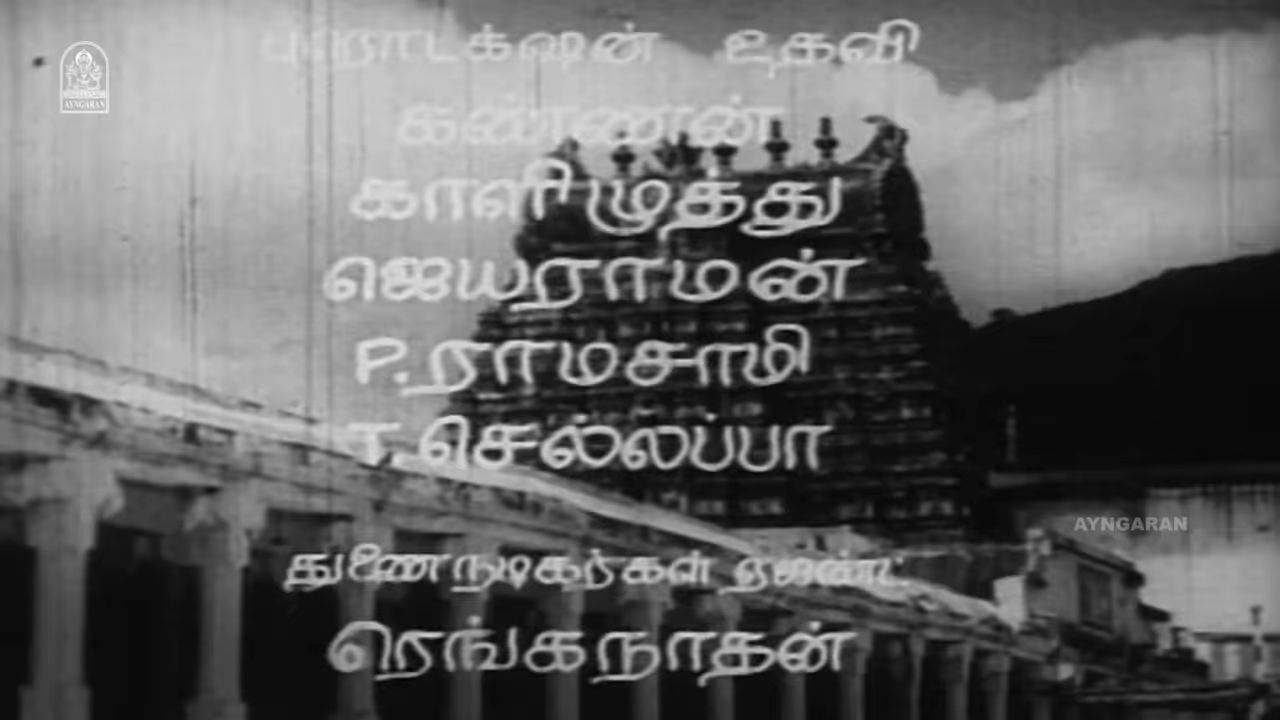 புரொடக்ஷன் உதவி
AYNGARAN
கண்ணன்
காளிமுத்து
ஜெயராமன்
P. ராமசாமி
T. செல்லப்பா
AYNGARAN
துணைநடிகர்கள் ஏஜண்ட்
ரெங்கநாதன்